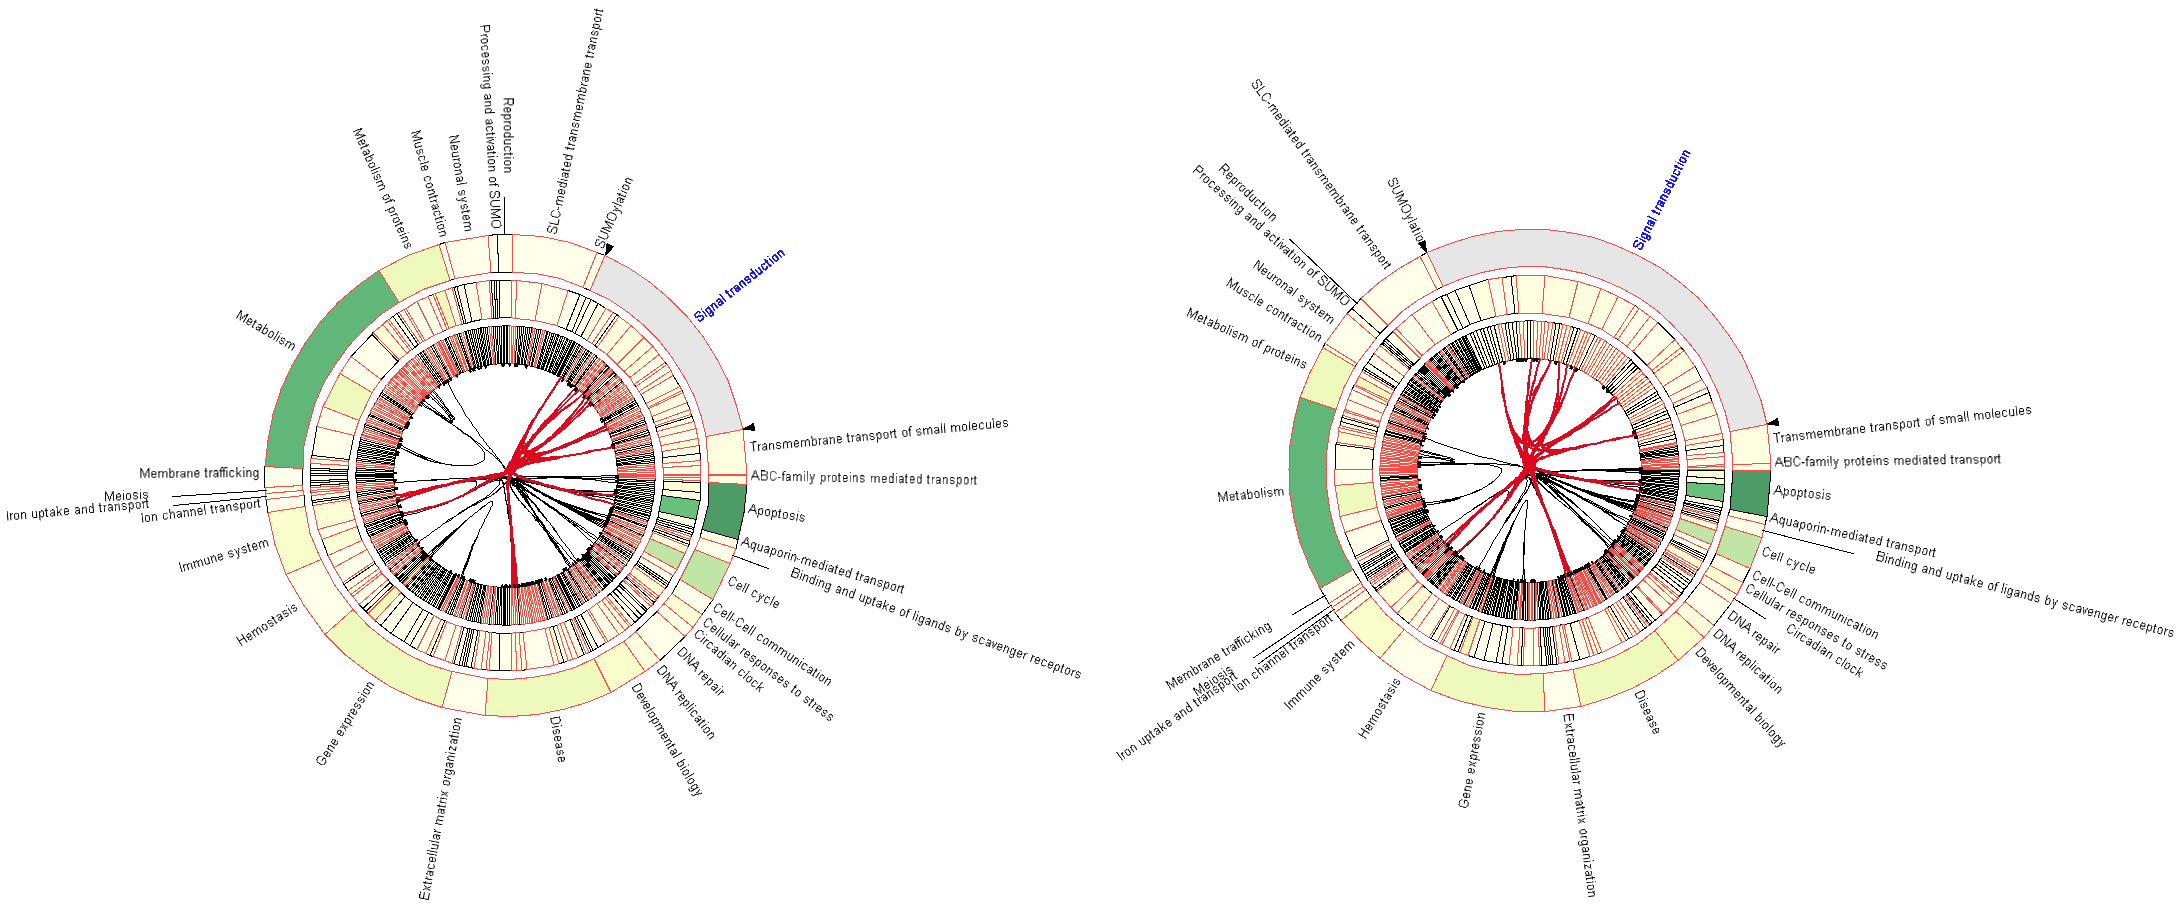 Processing and activation of SUMO
Reproduction
SLC-mediated transmembrane transport
SUMOylation
Signal transduction
Neuronal system
Muscle contraction
Metabolism of proteins
Metabolism
Membrane trafficking
Meiosis
Iron uptake and transport
Ion channel transport
Immune system
Hemostasis
Gene expression
Extracellular matrix organization
Disease
Developmental biology
DNA replication
DNA repair
Circadian clock
Cellular responses to stress
Cell-Cell communication
Cell cycle
Binding and uptake of ligands by scavenger receptors
Aquaporin-mediated transport
Apoptosis
ABC-family proteins mediated transport
Transmembrane transport of small molecules
SLC-mediated transmembrane transport
SUMOylation
Signal transduction
Reproduction
Processing and activation of SUMO
Neuronal system
Muscle contraction
Metabolism of proteins
Metabolism
Membrane trafficking
Meiosis
Iron uptake and transport
Ion channel transport
Immune system
Hemostasis
Gene expression
Extracellular matrix organization
Disease
Developmental biology
DNA replication
DNA repair
Circadian clock
Cellular responses to stress
Cell-Cell communication
Cell cycle
Binding and uptake of ligands by scavenger receptors
Aquaporin-mediated transport
Apoptosis
ABC-family proteins mediated transport
Transmembrane transport of small molecules